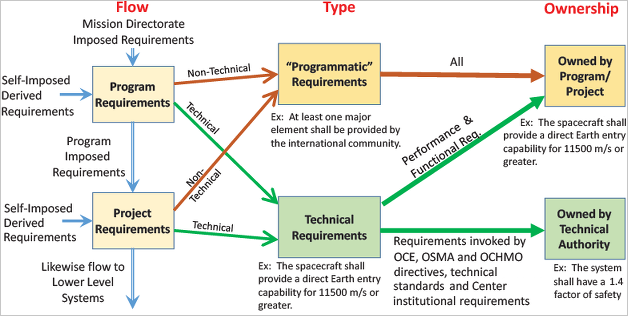 Flow
Type
Ownership
Mission Directorate
Imposed Requirements
Self-Imposed
Derived
Requirements
Program
Requirements
Non-Technical
Technical
"Programmatic"
Requirements
All
Owned by
Program/
Project
Ex:  At least one major
element shall be provided by
the international community.
Ex:  The spacecraft shall
provide a direct Earth entry
capability for 11500 m/s or
greater.
Program
Imposed
Requirements
Performance &
Functional Req.
Non-
Technical
Self-Imposed
Derived
Requirements
Project
Requirements
Technical
Technical
Requirements
Owned by
Technical
Authority
Requirements invoked by
OCE, OSMA and OCHMO
directives, technical
standards and Center
institutional requirements
Likewise flow to
Lower Level
Systems
Ex:  The spacecraft shall
provide a direct Earth entry
capability for 11500 m/s or
greater.
Ex:  The system
shall have a 1.4
factor of safety